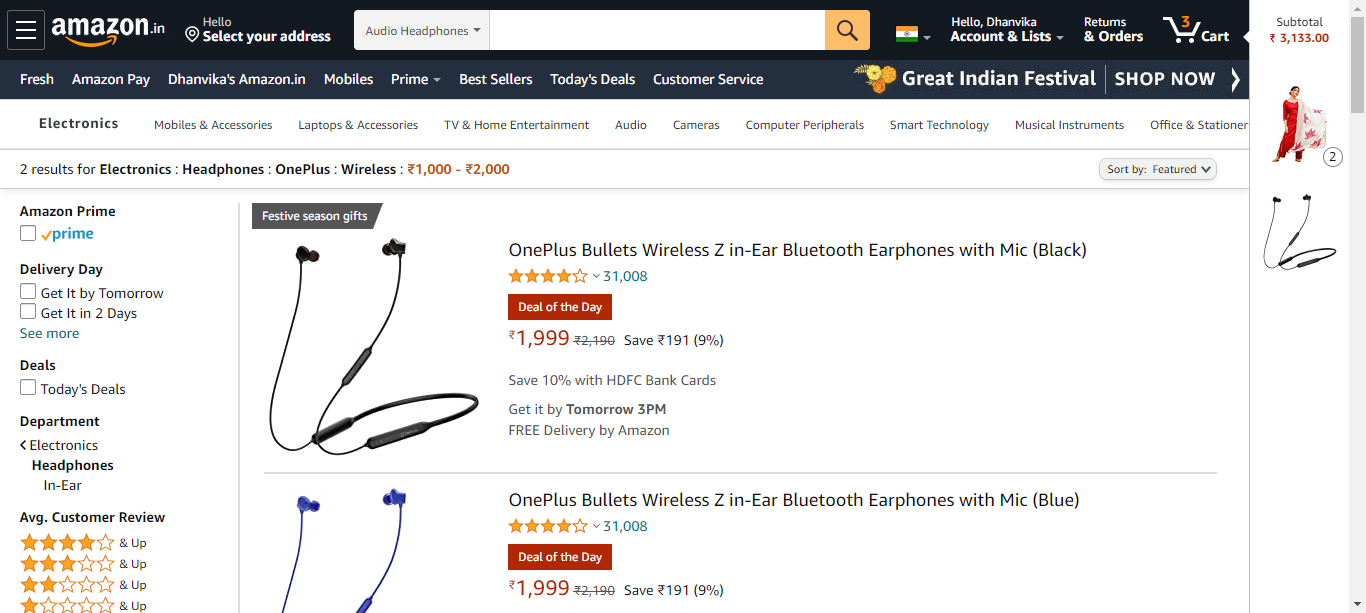 amazon.in
Hello
Select your address
Audio Headphones
Hello, Dhanvika
Account & Lists
Returns
& Orders
3
Cart
Subtotal
₹ 3,133.00
Fresh Amazon Pay Dhanvika's Amazon.in Mobiles Prime Best Sellers Today's Deals Customer Service
Great Indian Festival SHOP NOW
Electronics Mobiles & Accessories Laptops & Accessories TV & Home Entertainment Audio Cameras Computer Peripherals Smart Technology Musical Instruments Office & Stationer
2
2 results for Electronics : Headphones : OnePlus : Wireless : ₹1,000 - ₹2,000
Sort by: Featured
Amazon Prime
prime
Delivery Day
Get It by Tomorrow
Get It in 2 Days
See more
Deals
Today's Deals
Department
Electronics
Headphones
In-Ear
Avg. Customer Review
& Up
& Up
& Up
& Up
Festive season gifts
OnePlus Bullets Wireless Z in-Ear Bluetooth Earphones with Mic (Black)
31,008
Deal of the Day
₹1,999 ₹2,190 Save ₹191 (9%)
Save 10% with HDFC Bank Cards
Get it by Tomorrow 3PM
FREE Delivery by Amazon
OnePlus Bullets Wireless Z in-Ear Bluetooth Earphones with Mic (Blue)
31,008
Deal of the Day
₹1,999 ₹2,190 Save ₹191 (9%)